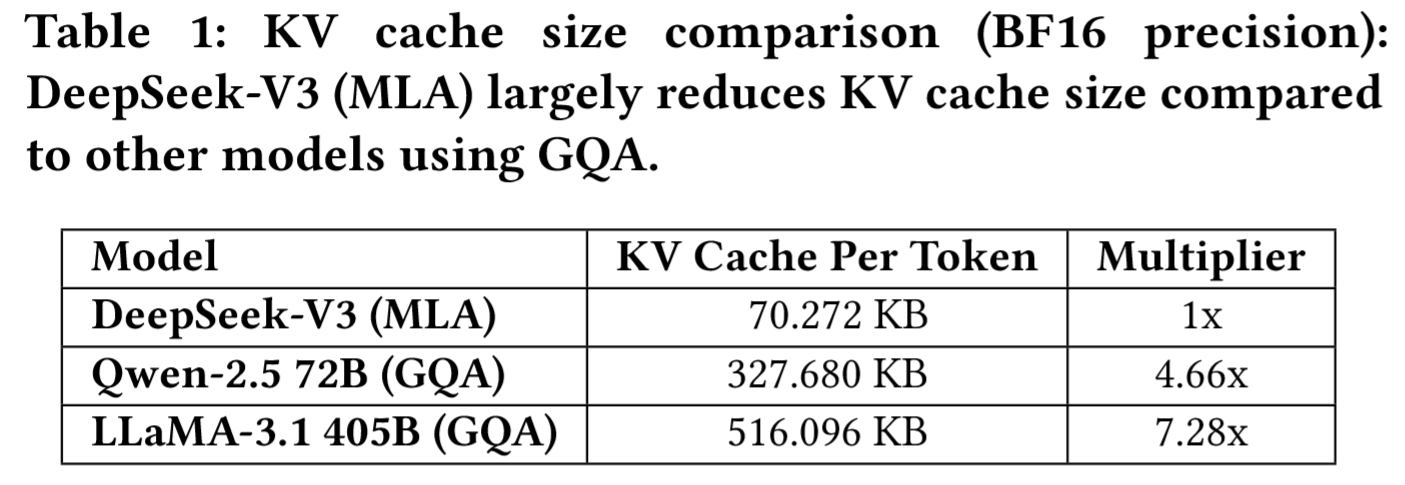 Table 1: KV cache size comparison (BF16 precision):
DeepSeek-V3 (MLA) largely reduces KV cache size compared
to other models using GQA.
Model KV Cache Per Token Multiplier
DeepSeek-V3 (MLA) 70.272 KB 1x
Qwen-2.5 72B (GQA) 327.680 KB 4.66x
LLaMA-3.1 405B (GQA) 516.096 KB 7.28x